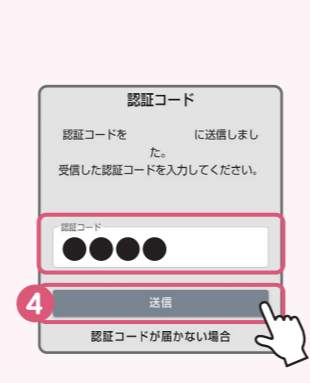 認証コード
認証コードを　　　　　　に送信しまし
た。
受信した認証コードを入力してください。
認証コード
●●●●
4
送信
認証コードが届かない場合